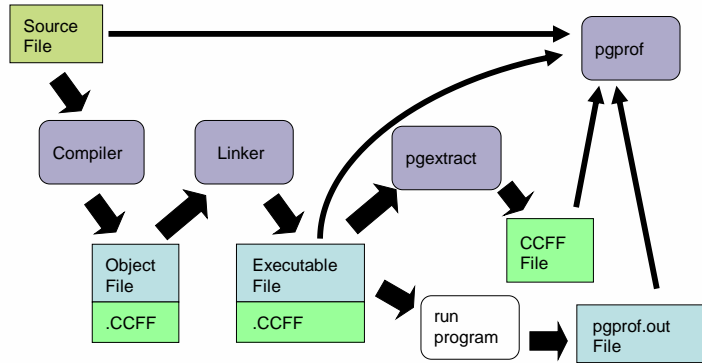 Source
File
pgprof
Compiler
Linker
pgextract
Object
File
.CCFF
Executable
File
.CCFF
CCFF
File
run
program
pgprof.out
File